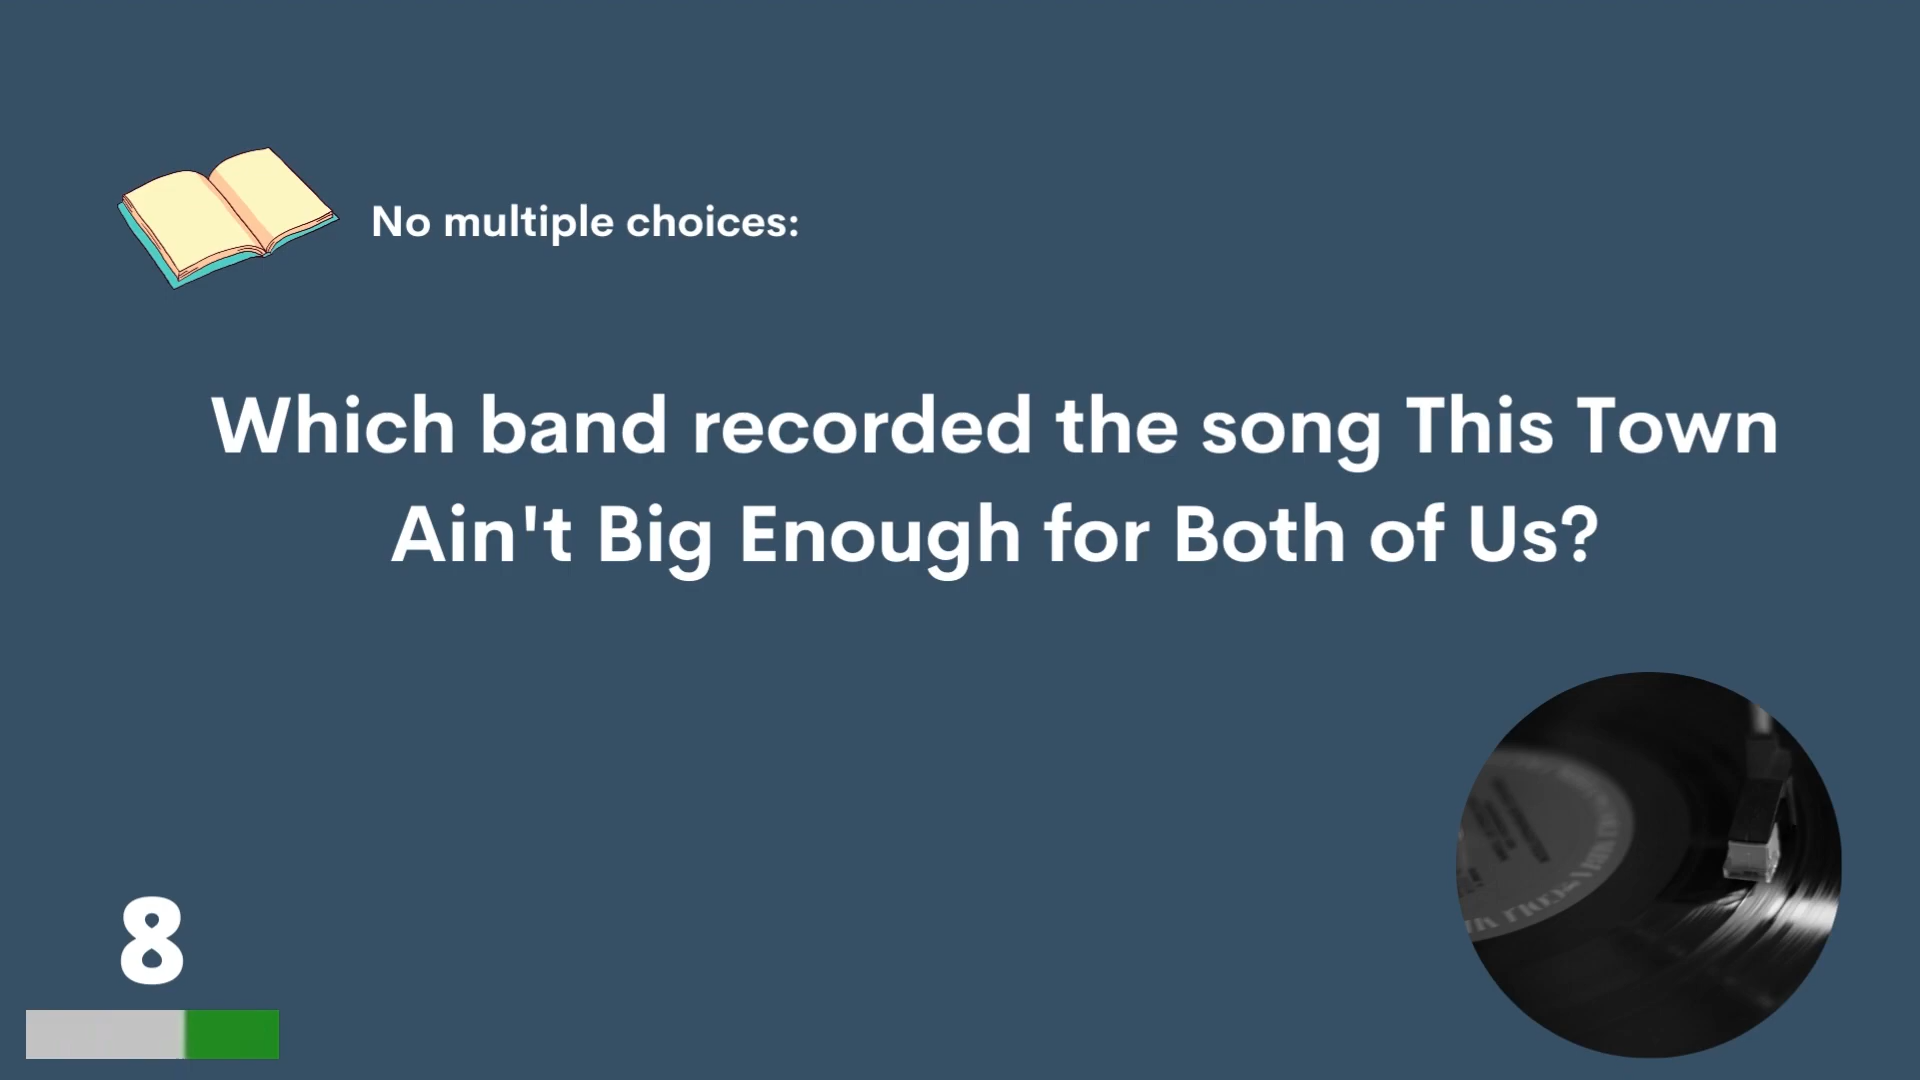 No multiple choices:
Which band recorded the song This Town
Ain't Big Enough for Both of Us?
8